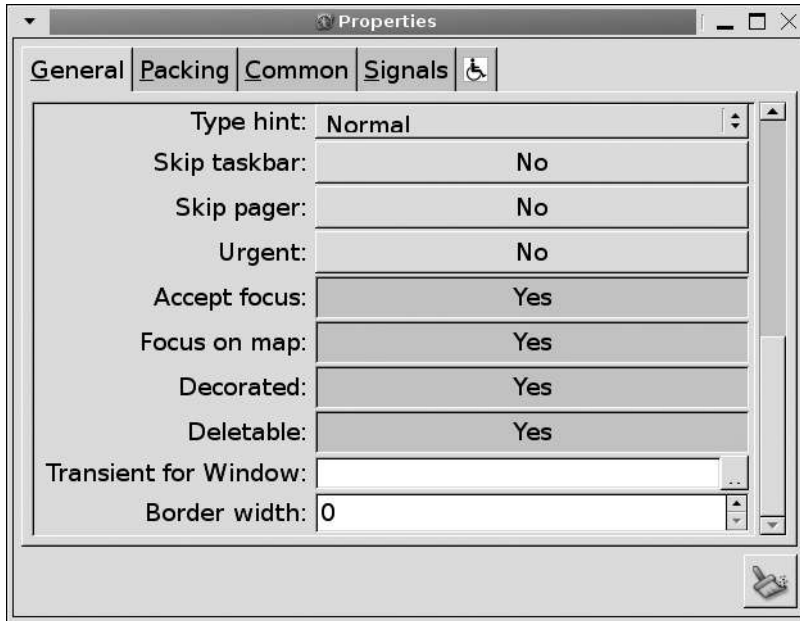 Properties
General Packing Common Signals
Type hint: Normal
Skip taskbar: No
Skip pager: No
Urgent: No
Accept focus: Yes
Focus on map: Yes
Decorated: Yes
Deletable: Yes
Transient for Window: ..
Border width: 0